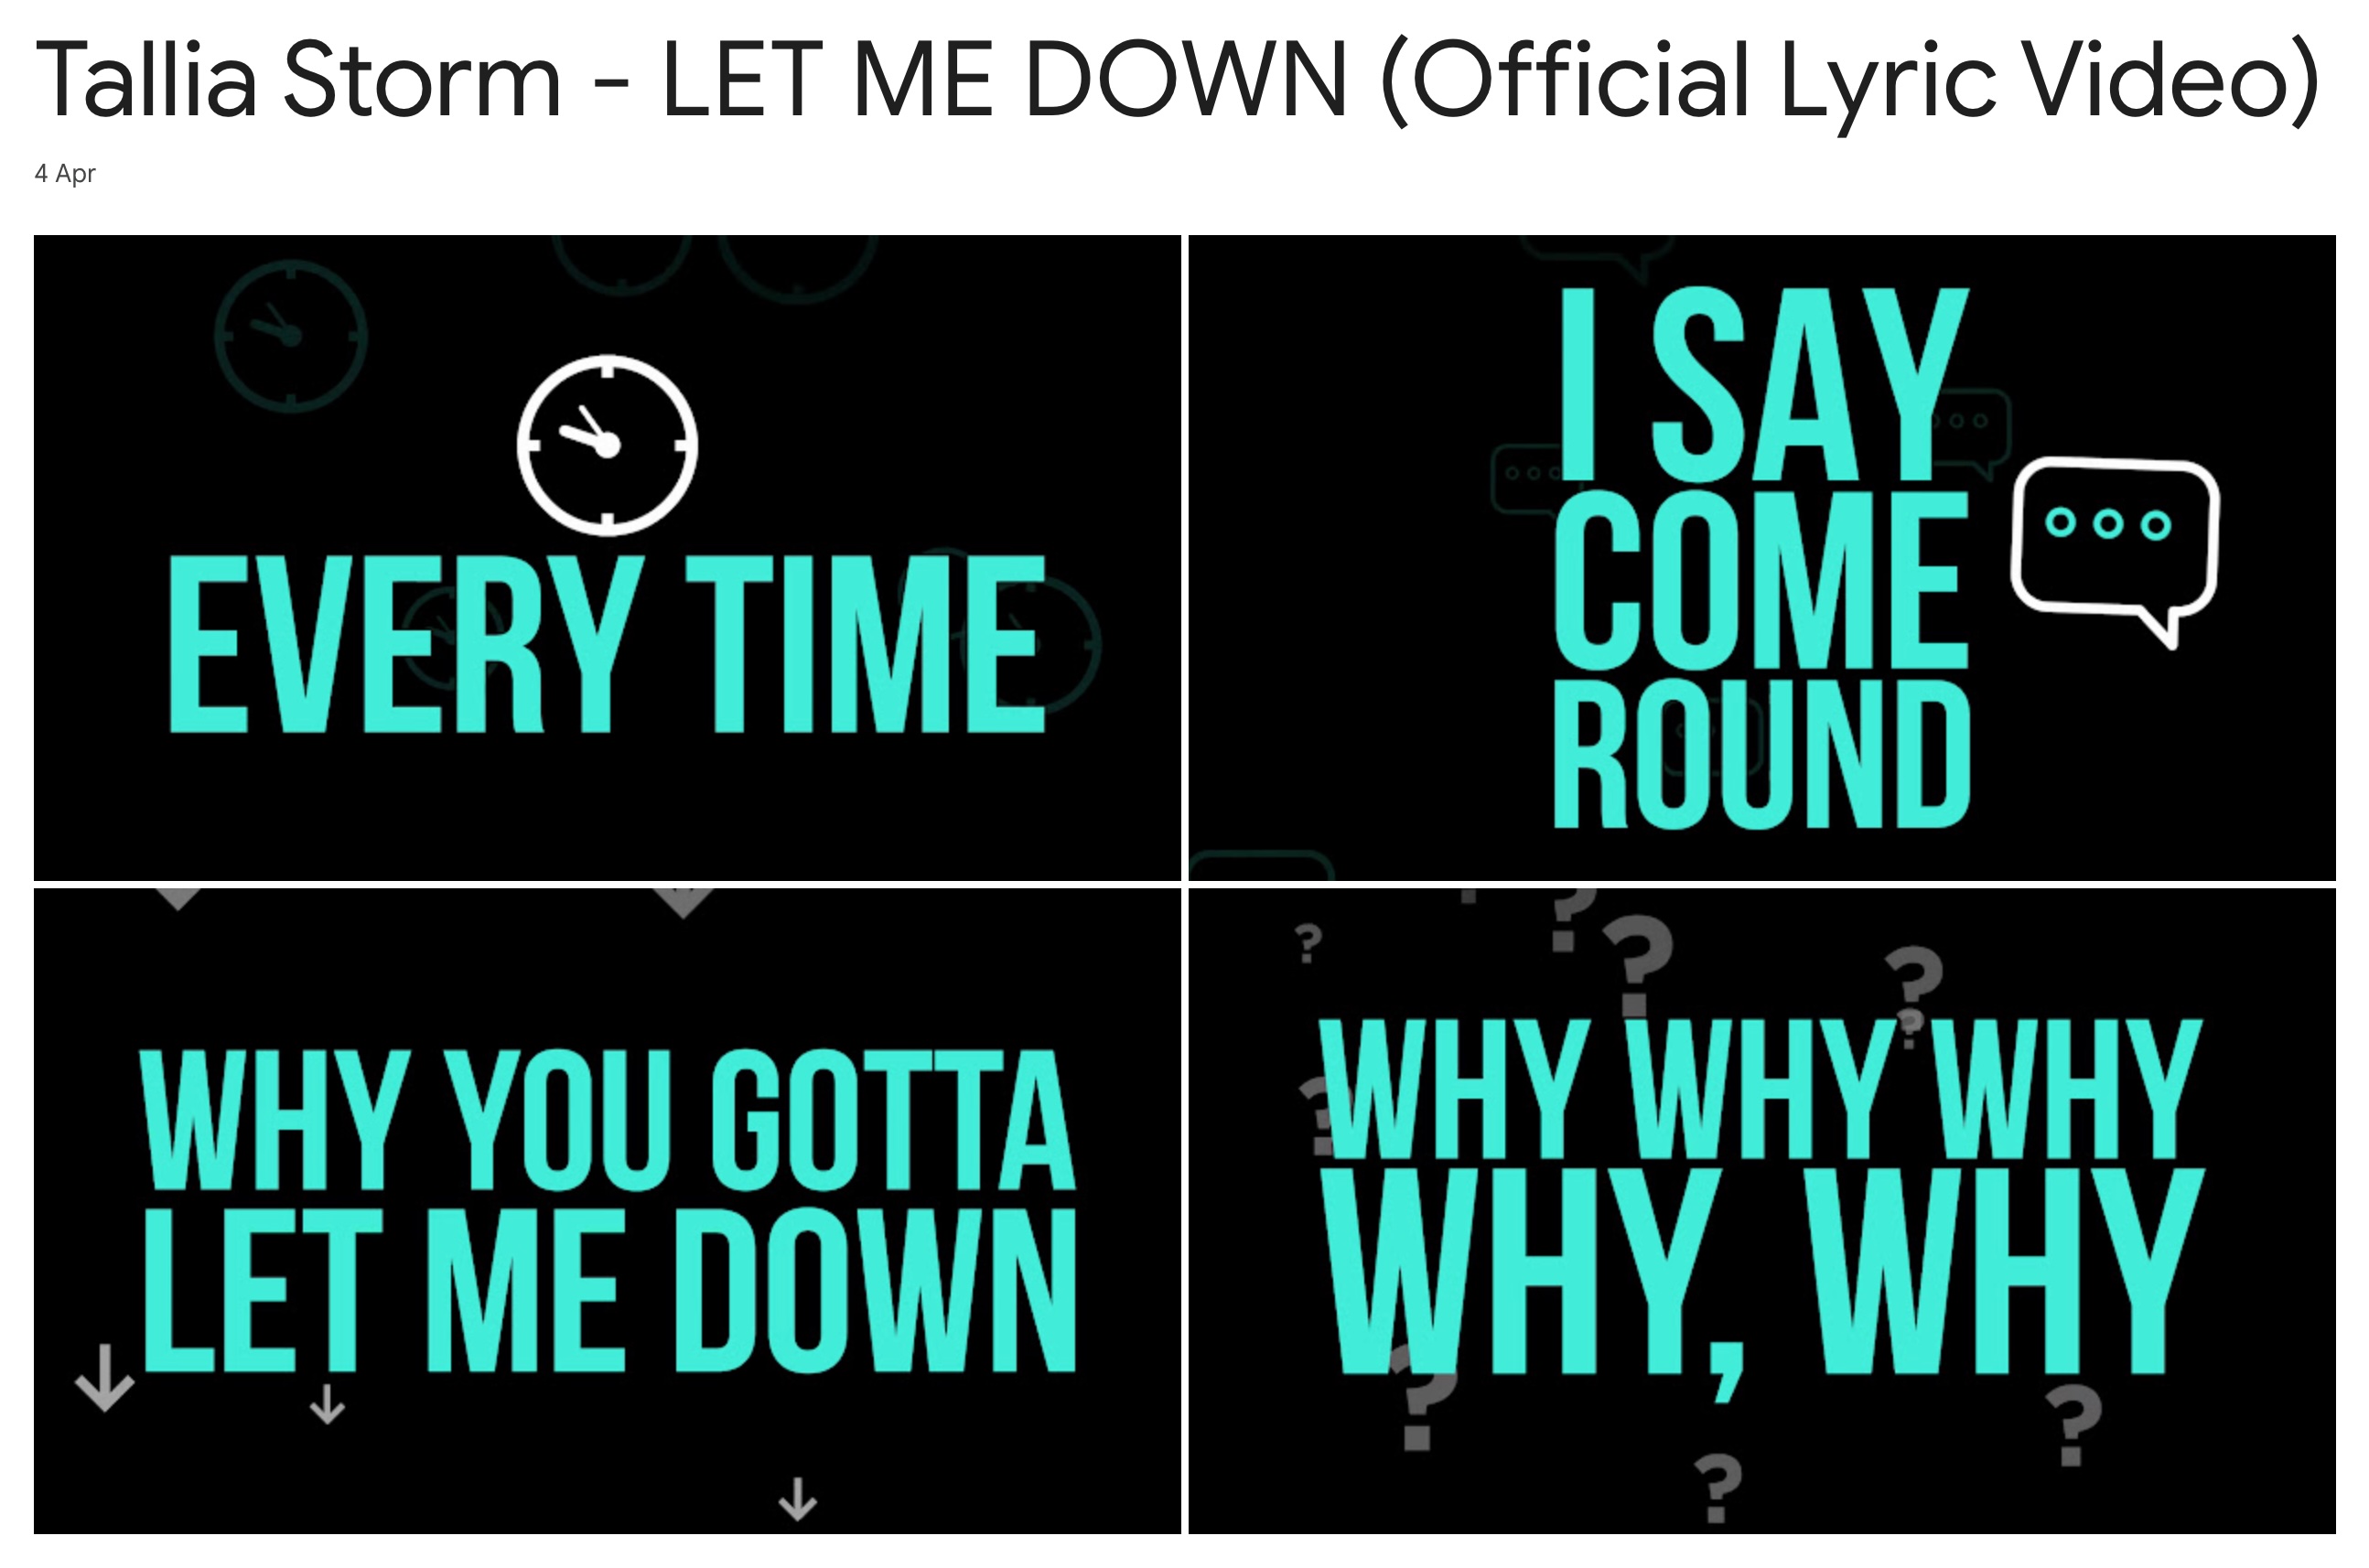 Tallia Storm - LET ME DOWN (Official Lyric Video)
4 Apr
EVERY TIME
I SAY
COME
ROUND
WHY YOU GOTTA
LET ME DOWN
? ? ? ? ?
WHY WHY WHY
?
WHY, WHY
? ? ?